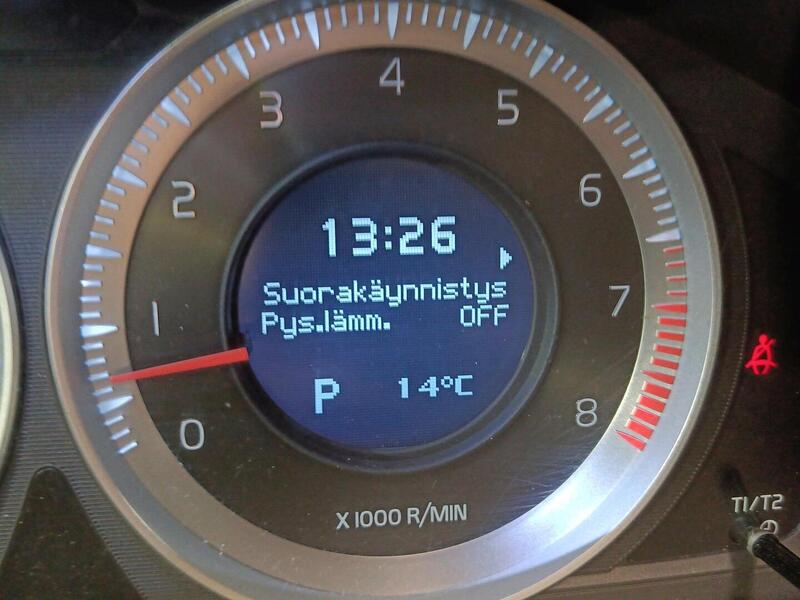 4
3
5
2
6
13:26
Suorakäynnistys
Pys.lämm. OFF
1
7
P 14°C
0
8
X 1000 R/MIN
T1/T2